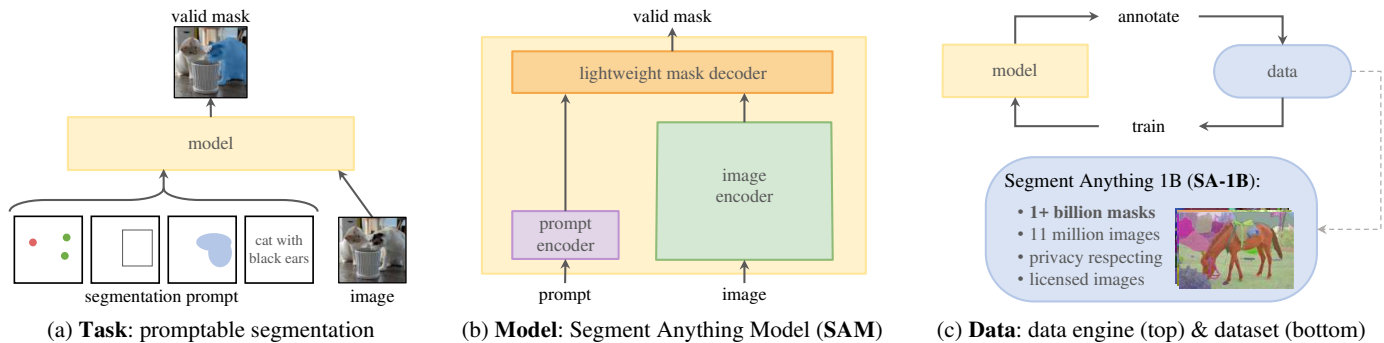 valid mask
model
cat with
black ears
segmentation prompt
image
(a) Task: promptable segmentation
valid mask
lightweight mask decoder
image
encoder
prompt
encoder
prompt
image
(b) Model: Segment Anything Model (SAM)
annotate
model
data
train
Segment Anything 1B (SA-1B):
• 1+ billion masks
• 11 million images
• privacy respecting
• licensed images
(c) Data: data engine (top) & dataset (bottom)